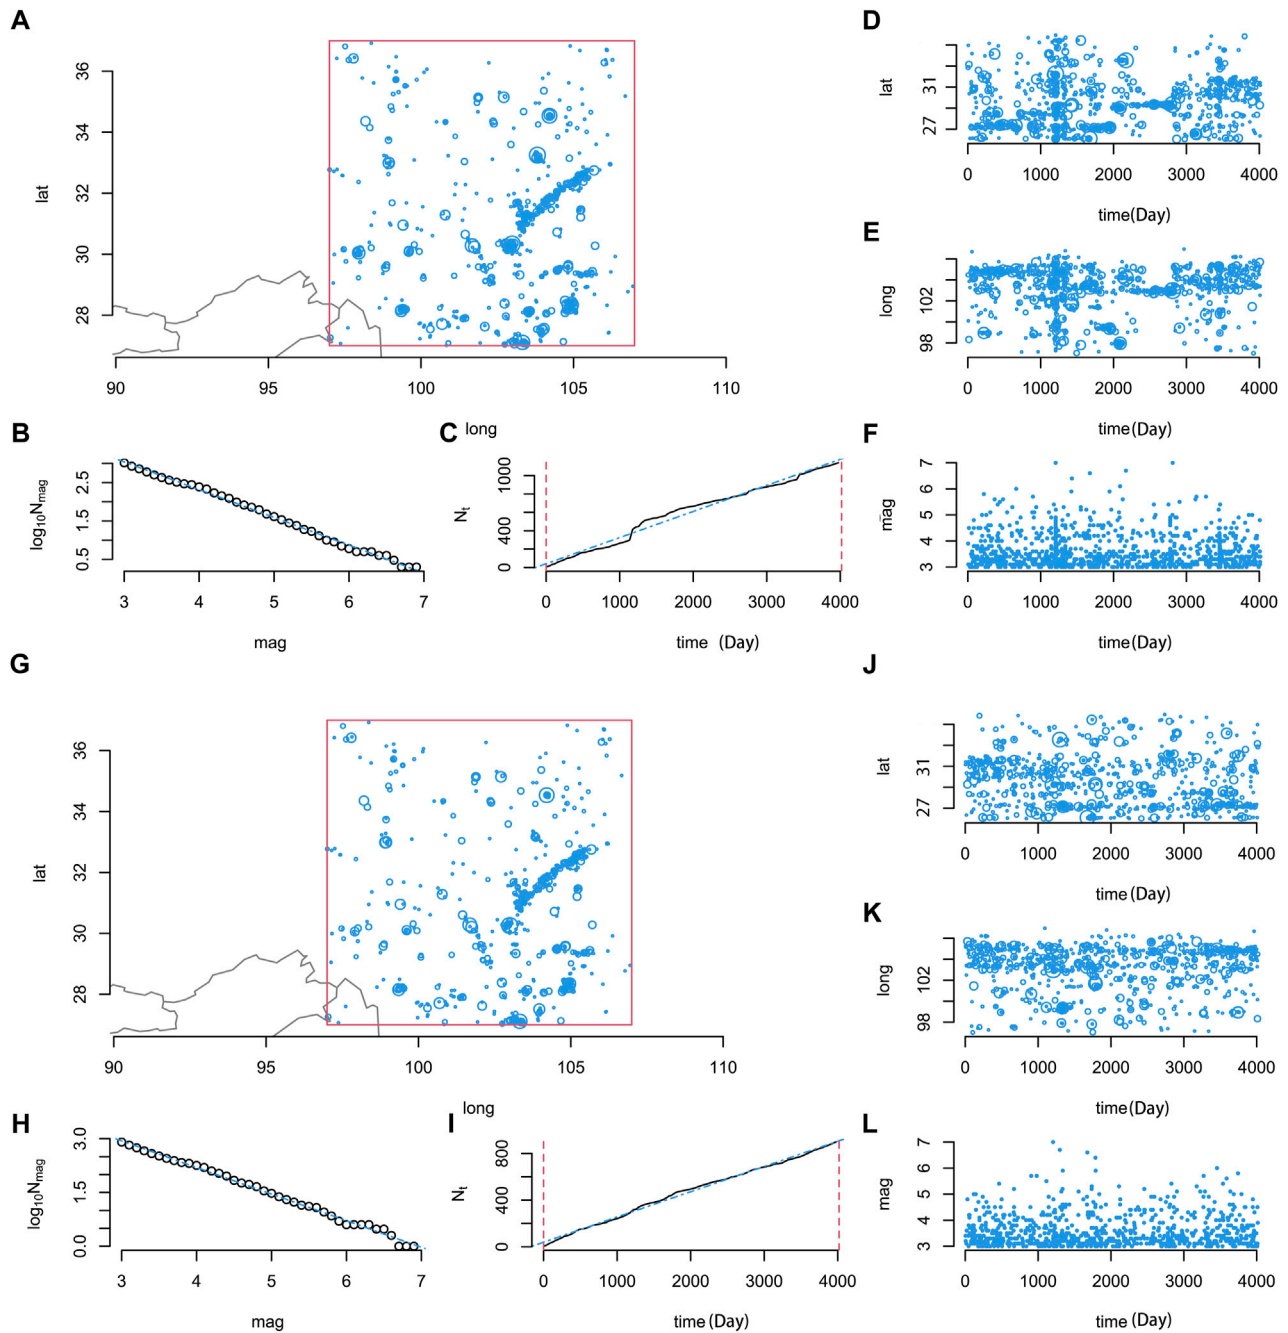 A
lat
36
34
32
30
28
90 95 100 105 110
long
D
lat
31
27
0 1000 2000 3000 4000
time(Day)
E
long
102
98
0 1000 2000 3000 4000
time(Day)
B
log10Nmag
2.5
1.5
0.5
3 4 5 6 7
mag
C
Nt
1000
400
0
0 1000 2000 3000 4000
time (Day)
F
mag
7
6
5
4
3
0 1000 2000 3000 4000
time(Day)
G
lat
36
34
32
30
28
90 95 100 105 110
long
J
lat
31
27
0 1000 2000 3000 4000
time(Day)
K
long
102
98
0 1000 2000 3000 4000
time(Day)
H
log10Nmag
3.0
1.5
0.0
3 4 5 6 7
mag
I
Nt
800
400
0
0 1000 2000 3000 4000
time(Day)
L
mag
7
6
5
4
3
0 1000 2000 3000 4000
time(Day)